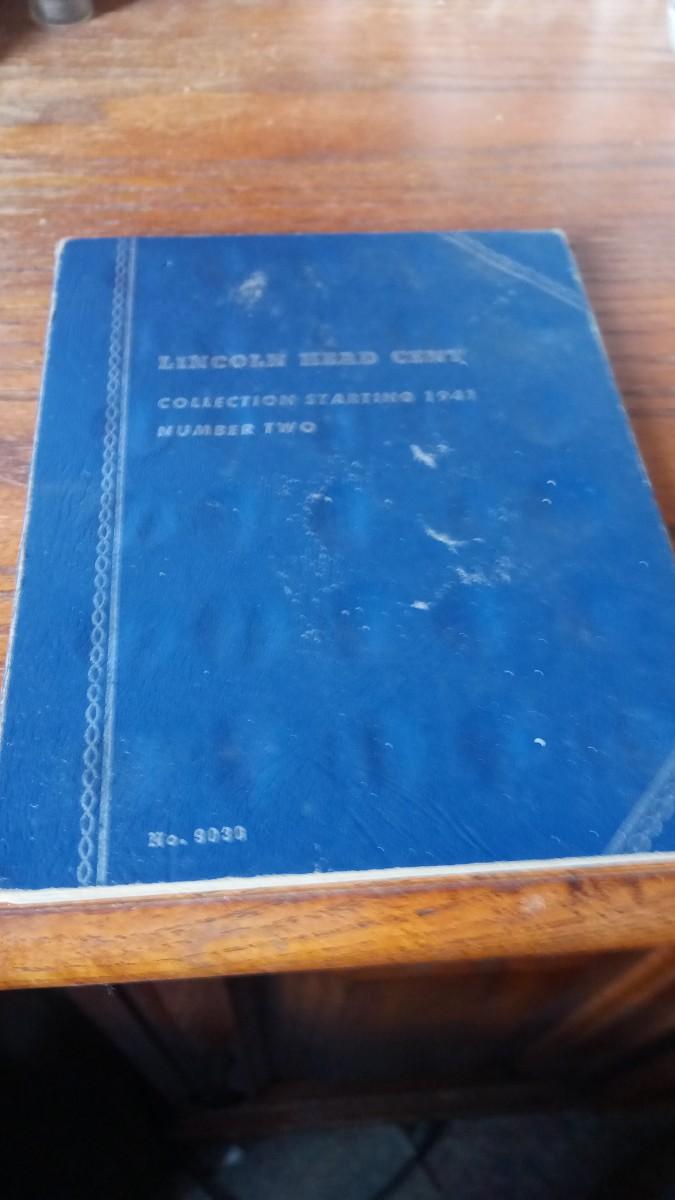 LINCOLN HEAD CENT
COLLECTION STARTING 1941
NUMBER TWO
No. 9030